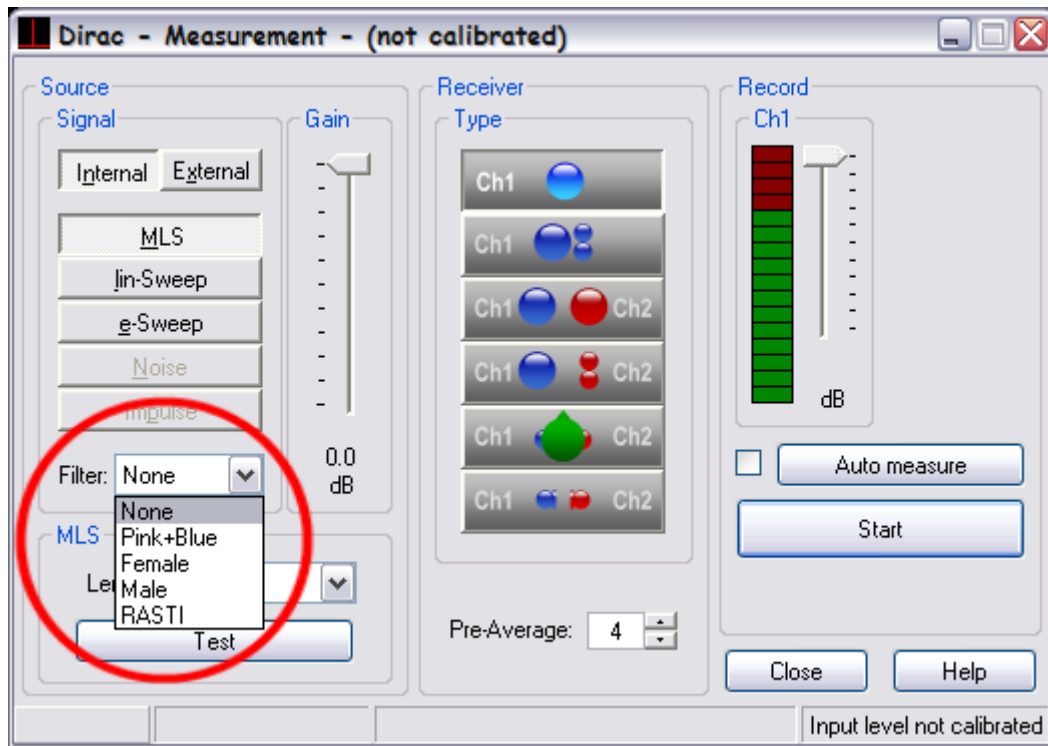 Dirac - Measurement - (not calibrated)
Source
Signal
Internal
External
MLS
lin-Sweep
e-Sweep
Noise
Impulse
Filter: None
None
Pink+Blue
Female
Male
RASTI
Gain
0.0
dB
MLS
Test
Receiver
Type
Ch1
Ch1
Ch1 Ch2
Ch1 Ch2
Ch1 Ch2
Ch1 Ch2
Pre-Average: 4
Record
Ch1
dB
Auto measure
Start
Close
Help
Input level not calibrated